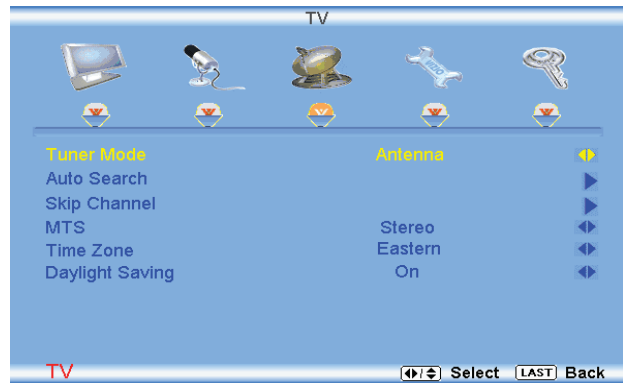 TV
Tuner Mode Antenna
Auto Search
Skip Channel
MTS Stereo
Time Zone Eastern
Daylight Saving On
TV Select LAST Back